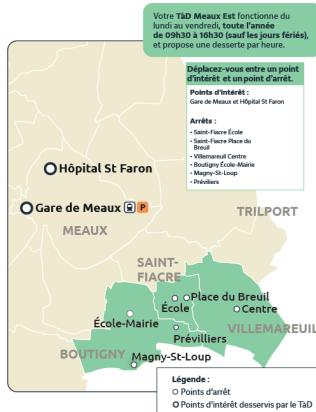 Votre TàD Meaux Est fonctionne du
lundi au vendredi, toute l'année
de 09h30 à 16h30 (sauf les jours fériés),
et propose une desserte par heure.
Déplacez-vous entre un point
d'intérêt et un point d'arrêt.
Points d'intérêt :
Gare de Meaux et Hôpital St Faron
Arrêts :
• Saint-Fiacre École
• Saint-Fiacre Place du
Breuil
• Villemareuil Centre
• Boutigny École-Mairie
• Magny-St-Loup
• Préviliers
Hôpital St Faron
Gare de Meaux P
MEAUX
TRILPORT
SAINT-
FIACRE
Place du Breuil
École
Centre
École-Mairie
VILLEMAREUIL
Prévilliers
BOUTIGNY
Magny-St-Loup
Légende :
Points d'arrêt
Points d'intérêt desservis par le TàD